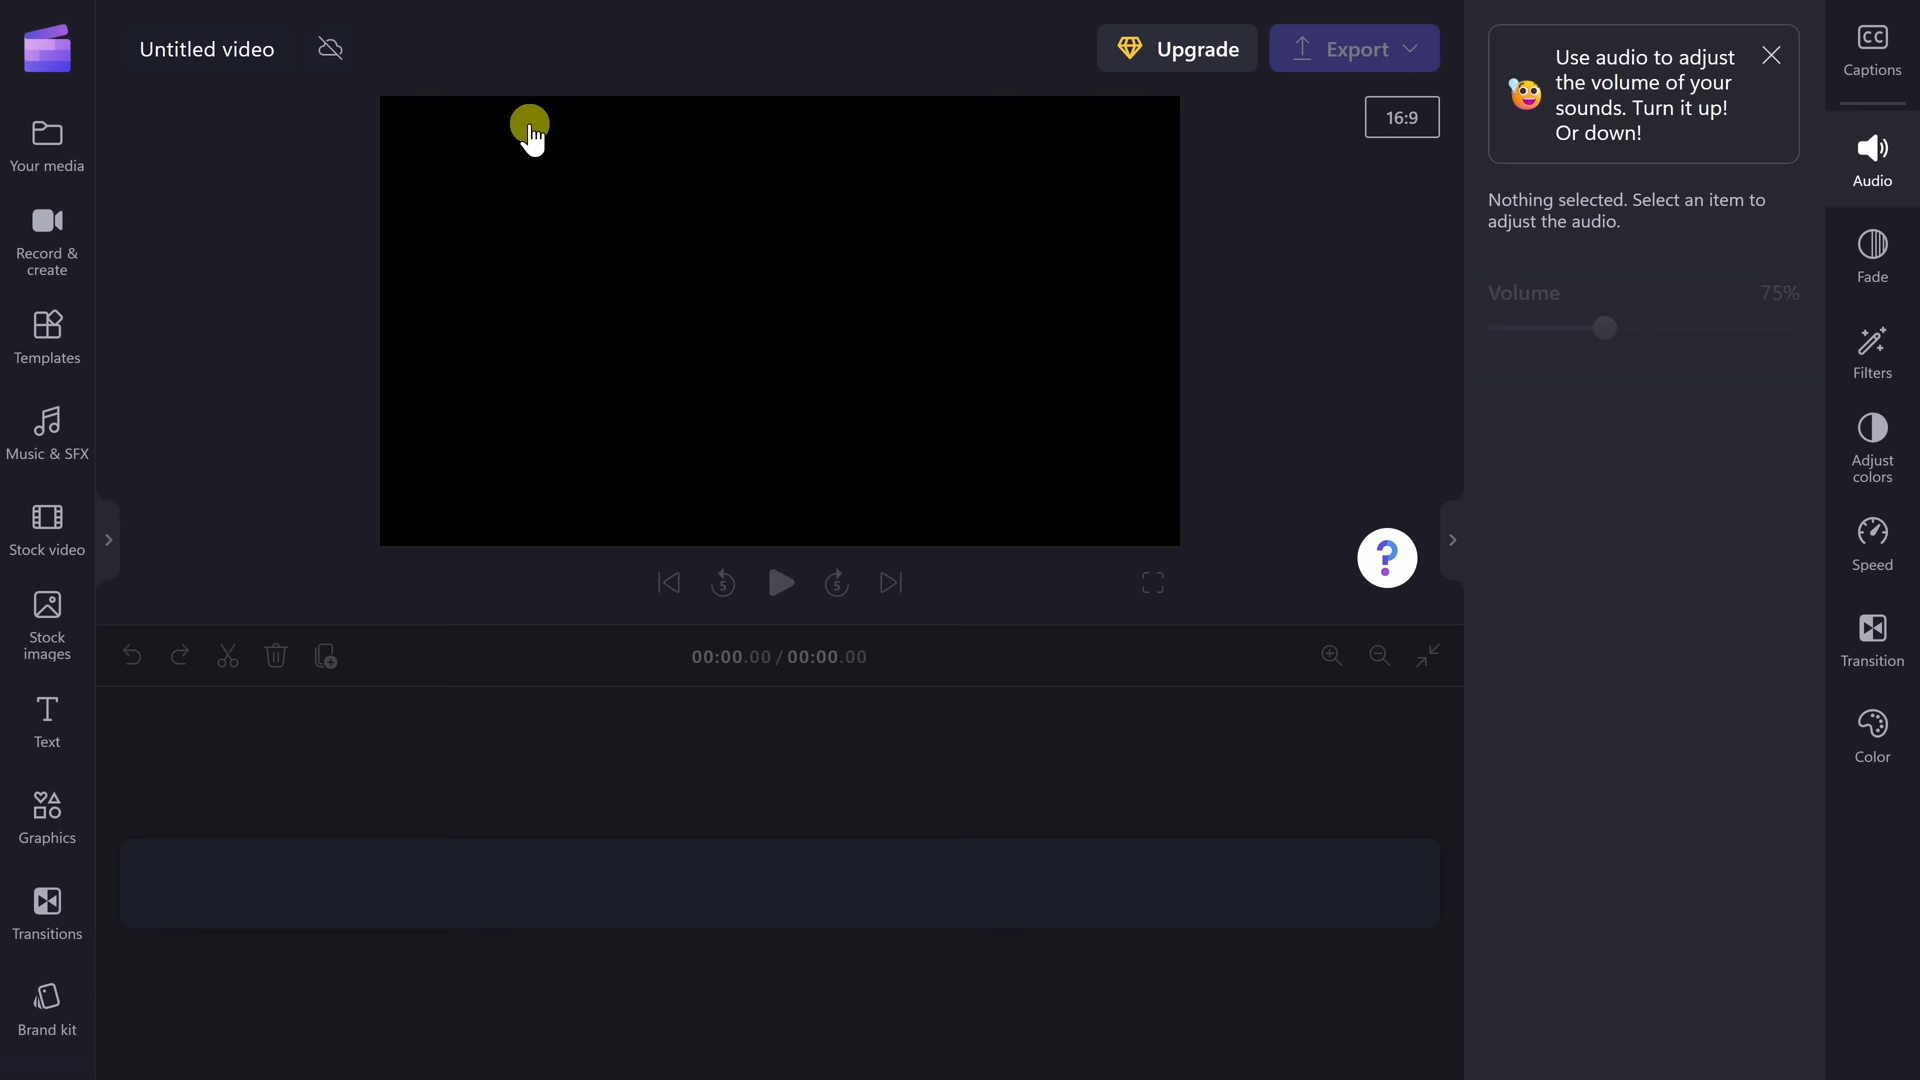 Untitled video
Upgrade
Export
16:9
Your media
Record &
create
Templates
Music & SFX
Stock video
Stock
images
Text
Graphics
Transitions
Brand kit
5
5
?
00:00.00 / 00:00.00
Use audio to adjust
the volume of your
sounds. Turn it up!
Or down!
Nothing selected. Select an item to
adjust the audio.
Volume 75%
CC
Captions
Audio
Fade
Filters
Adjust
colors
Speed
Transition
Color